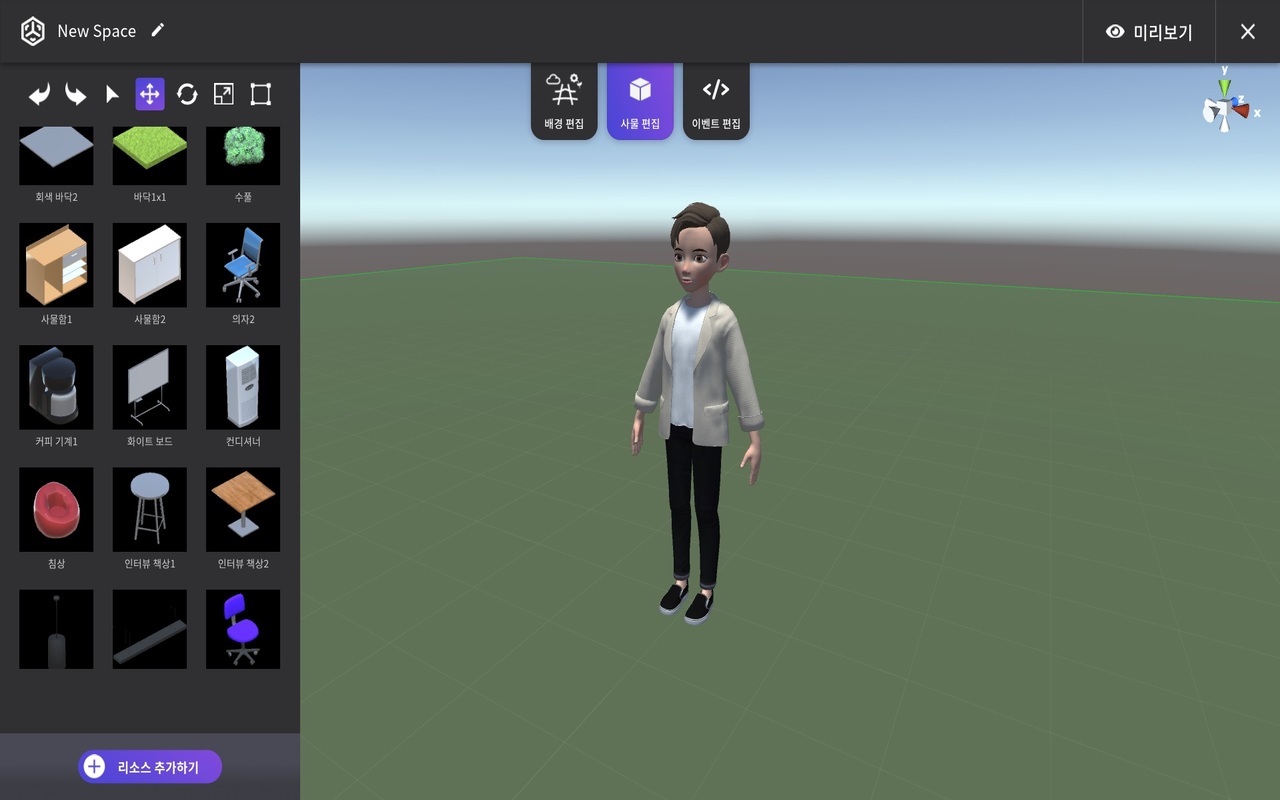 New Space
미리보기
배경 편집
사물 편집
이벤트 편집
y
z
x
회색 바닥2
바닥1x1
수풀
사물함1
사물함2
의자2
커피 기계1
화이트 보드
컨디셔너
침상
인터뷰 책상1
인터뷰 책상2
리소스 추가하기